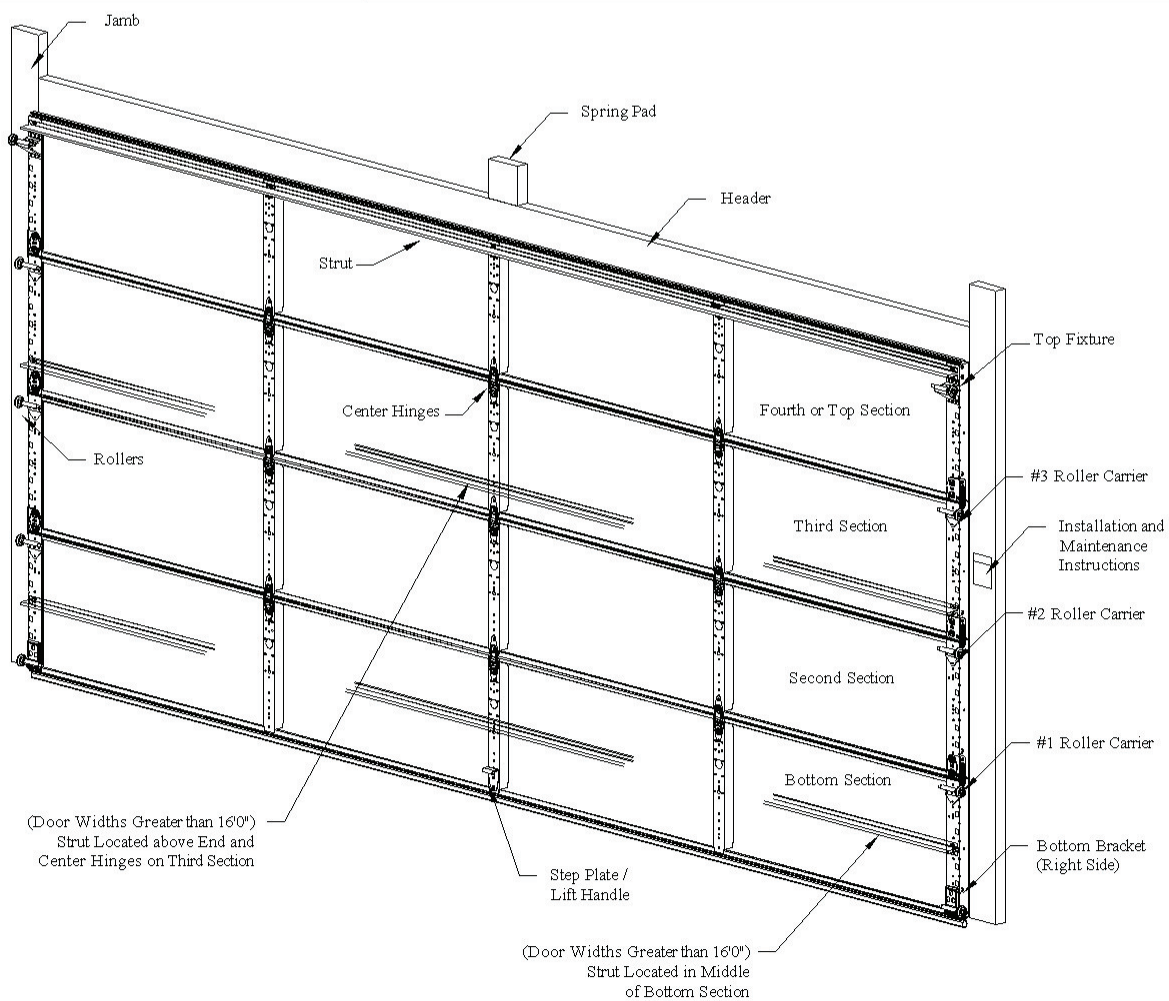 Jamb
Spring Pad
Header
Strut
Top Fixture
Center Hinges
Fourth or Top Section
Rollers
#3 Roller Carrier
Third Section
Installation and
Maintenance
Instructions
#2 Roller Carrier
Second Section
#1 Roller Carrier
Bottom Section
(Door Widths Greater than 16'0")
Strut Located above End and
Center Hinges on Third Section
Bottom Bracket
(Right Side)
Step Plate /
Lift Handle
(Door Widths Greater than 16'0")
Strut Located in Middle
of Bottom Section